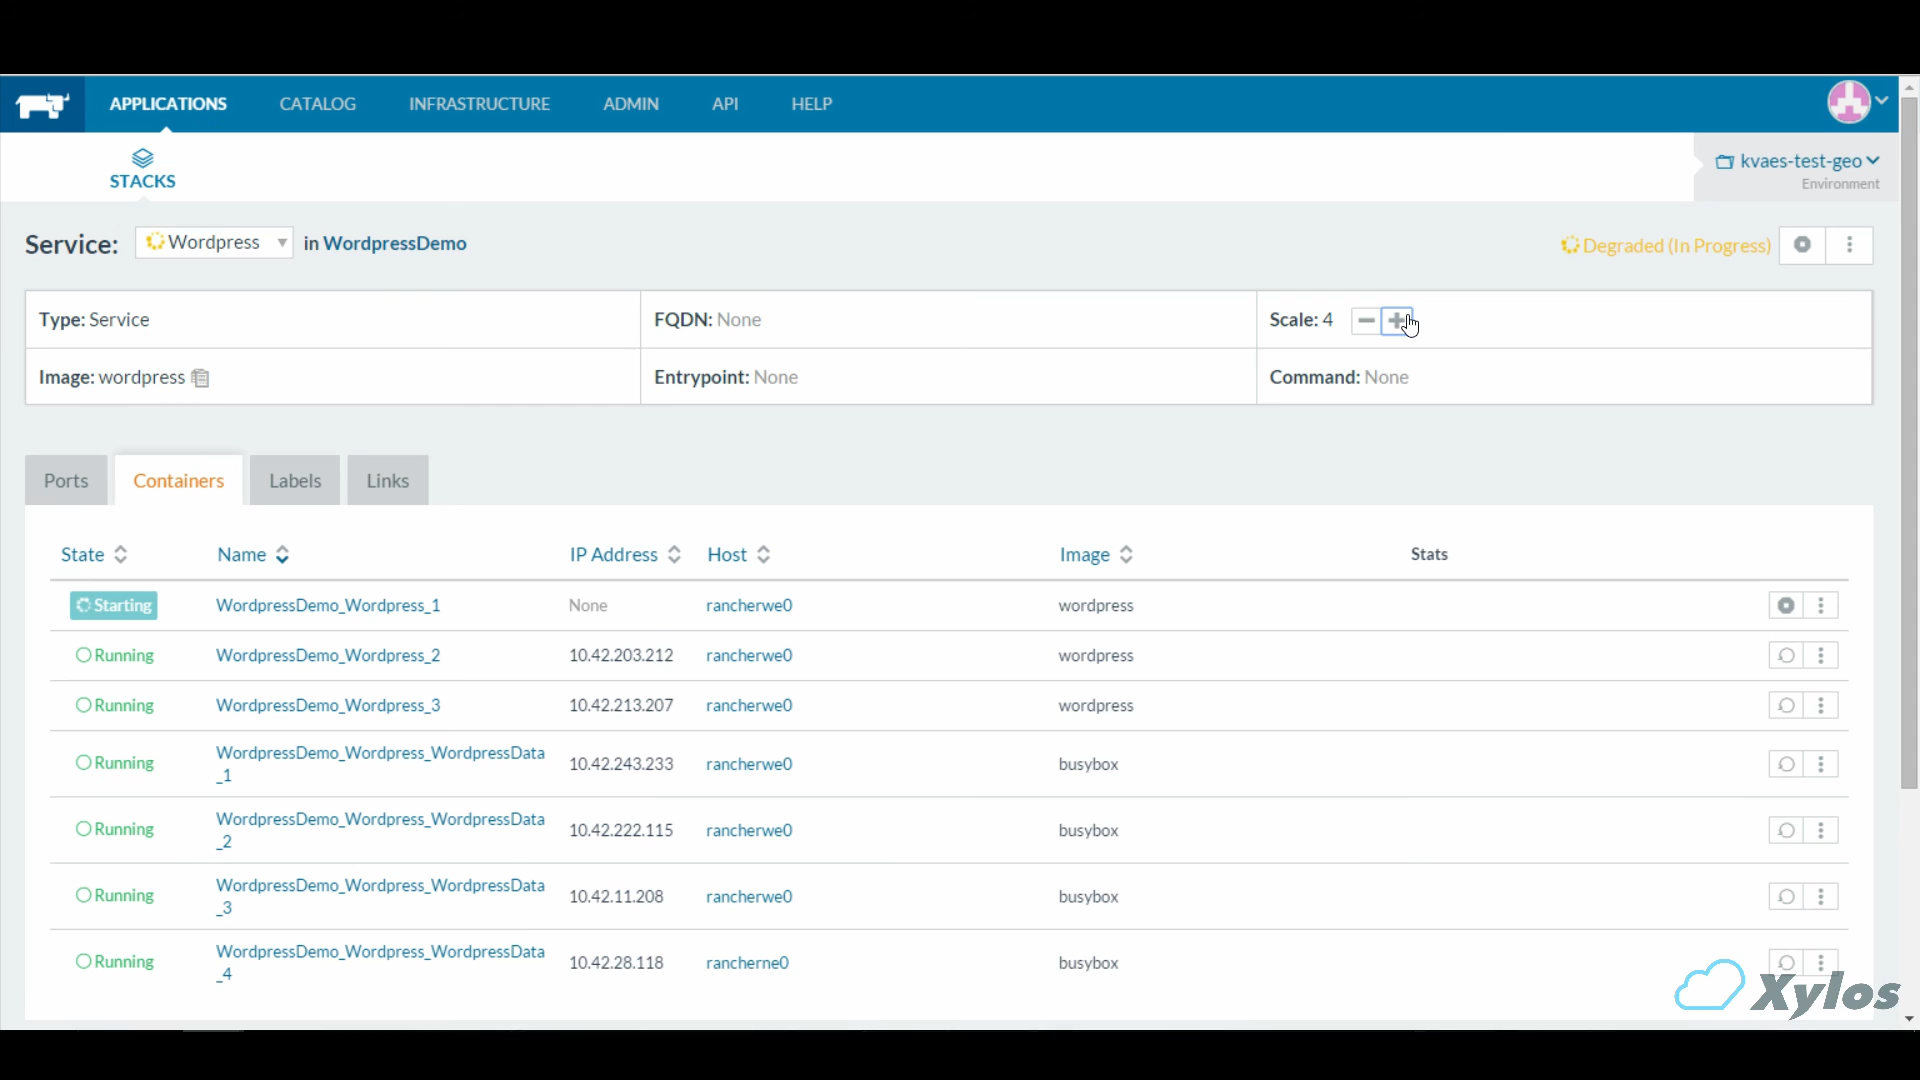 APPLICATIONS CATALOG INFRASTRUCTURE ADMIN API HELP
STACKS
kvaes-test-geo
Environment
Service: Wordpress in WordpressDemo
Degraded (In Progress)
Type: Service FQDN: None Scale: 4
Image: wordpress Entrypoint: None Command: None
Ports Containers Labels Links
State Name IP Address Host Image Stats
Starting WordpressDemo_Wordpress_1 None rancherwe0 wordpress
Running WordpressDemo_Wordpress_2 10.42.203.212 rancherwe0 wordpress
Running WordpressDemo_Wordpress_3 10.42.213.207 rancherwe0 wordpress
Running WordpressDemo_Wordpress_WordpressData 10.42.243.233 rancherwe0 busybox
_1
Running WordpressDemo_Wordpress_WordpressData 10.42.222.115 rancherwe0 busybox
_2
Running WordpressDemo_Wordpress_WordpressData 10.42.11.208 rancherwe0 busybox
_3
Running WordpressDemo_Wordpress_WordpressData 10.42.28.118 rancherne0 busybox
_4
Xylos